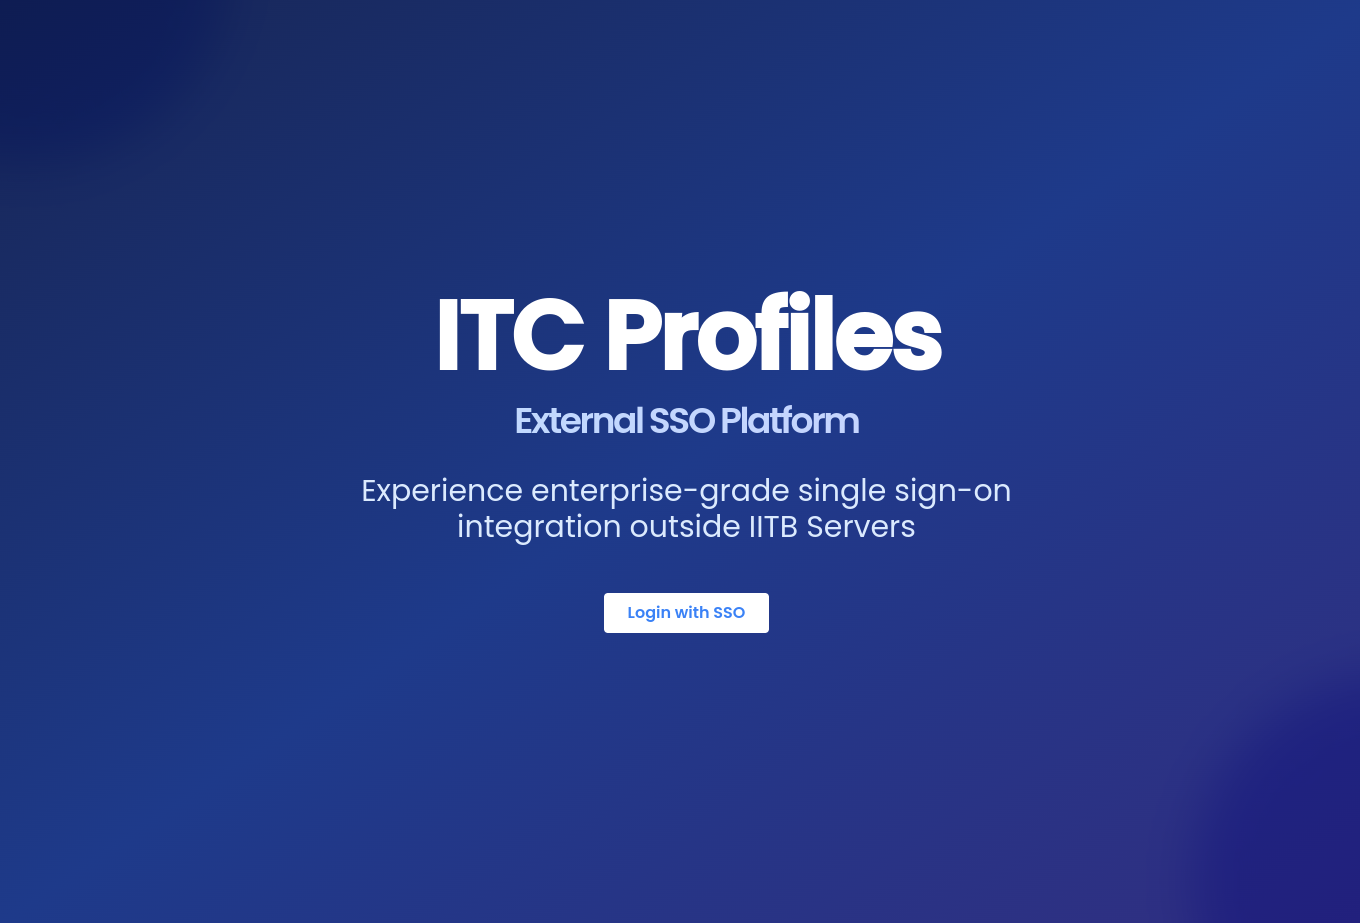 ITC Profiles
External SSO Platform
Experience enterprise-grade single sign-on
integration outside IITB Servers
Login with SSO